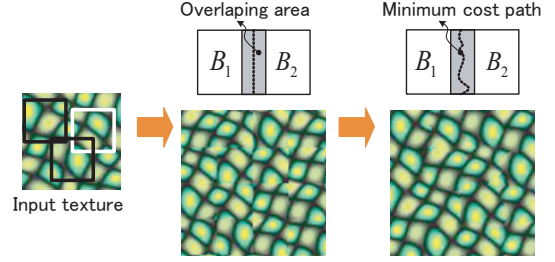 Overlaping area
Minimum cost path
B1 B2
B1 B2
Input texture